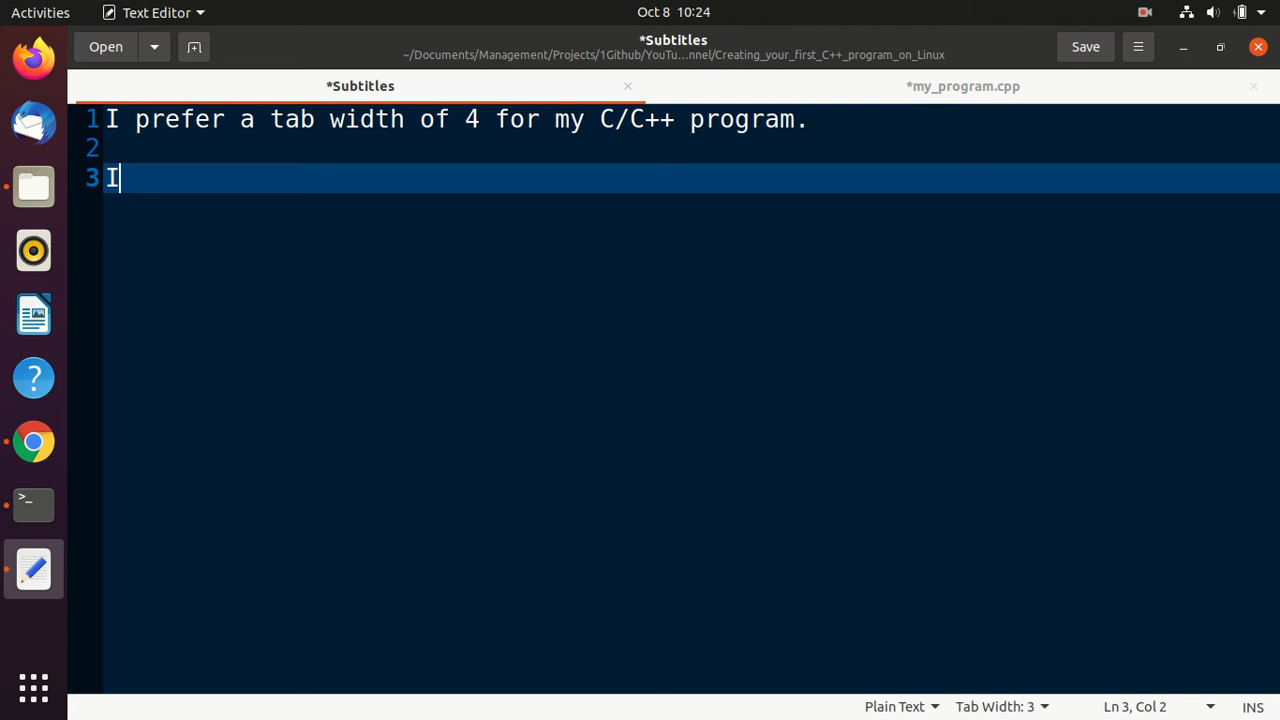 Activities
Text Editor
Oct 8 10:24
Open
*Subtitles
~/Documents/Management/Projects/1Github/YouTu…nnel/Creating_your_first_C++_program_on_Linux
Save
*Subtitles
*my_program.cpp
1 I prefer a tab width of 4 for my C/C++ program.
2
3 I
Plain Text
Tab Width: 3
Ln 3, Col 2
INS